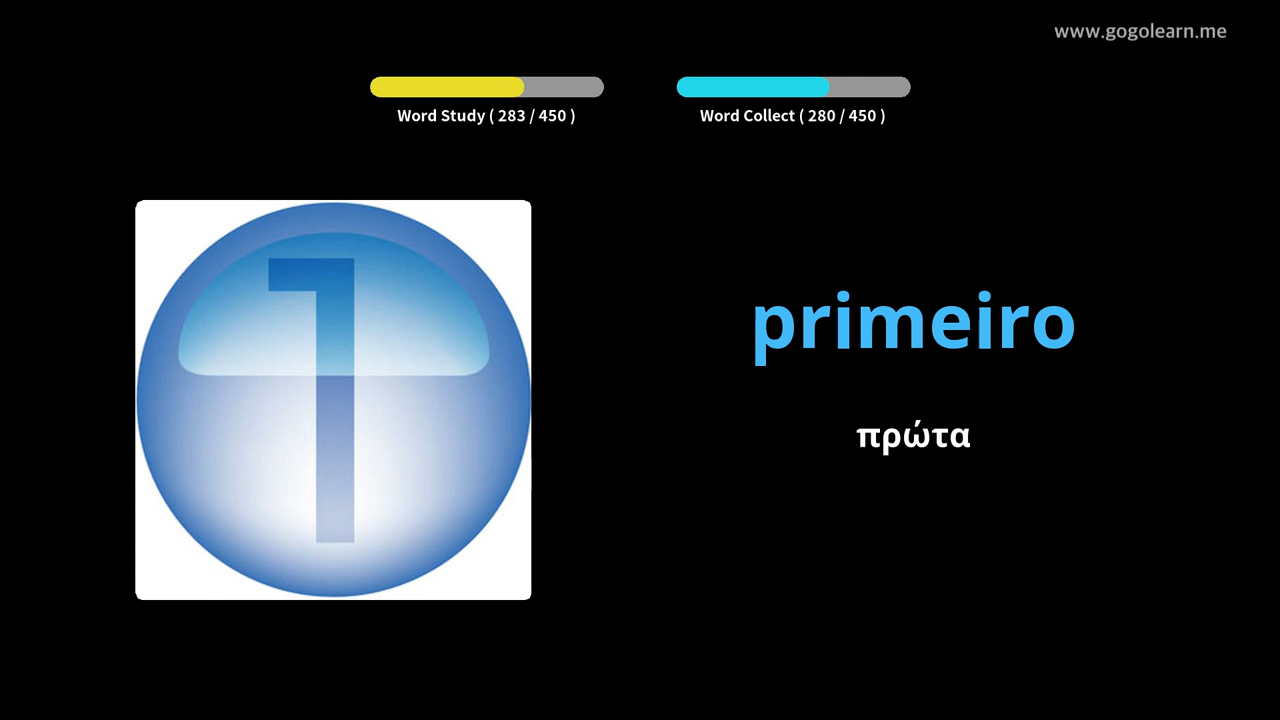 www.gogolearn.me
Word Study ( 283 / 450 )
Word Collect ( 280 / 450 )
1
primeiro
πρώτα